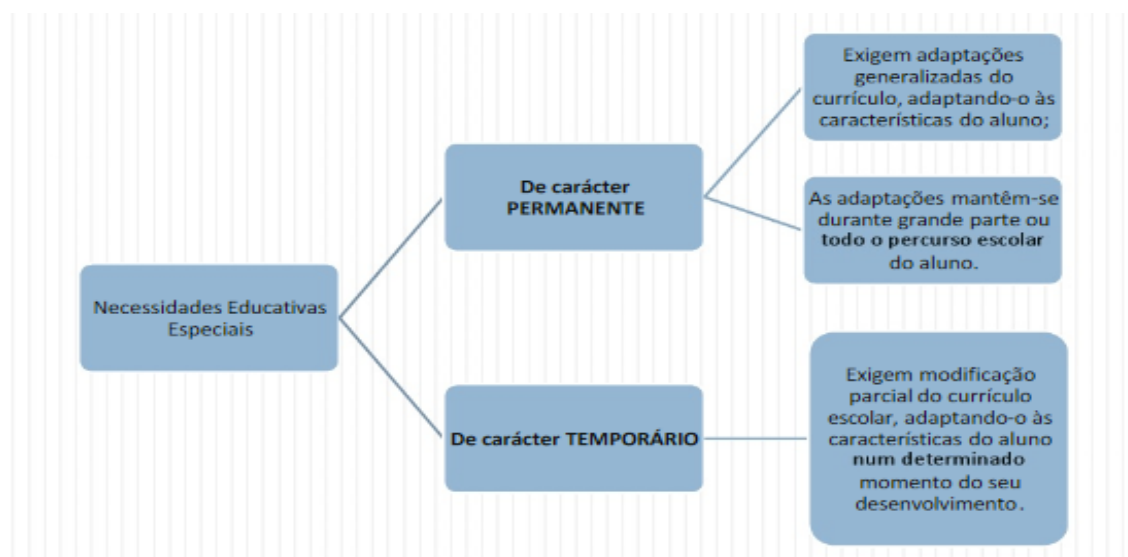 Necessidades Educativas
Especiais
De carácter
PERMANENTE
Exigem adaptações
generalizadas do
currículo, adaptando-o às
características do aluno;
As adaptações mantêm-se
durante grande parte ou
todo o percurso escolar
do aluno.
De carácter TEMPORÁRIO
Exigem modificação
parcial do currículo
escolar, adaptando-o às
características do aluno
num determinado
momento do seu
desenvolvimento.